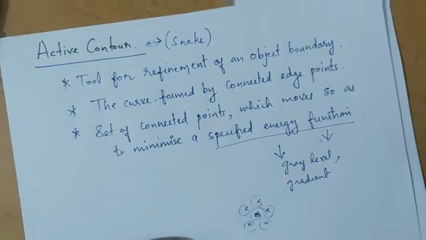 Active Contour. ↔ (Snake)
* Tool for refinement of an object boundary.
* The curve formed by connected edge points.
* Set of connected points, which moves so as
to minimise a specified energy function
gray level,
gradient